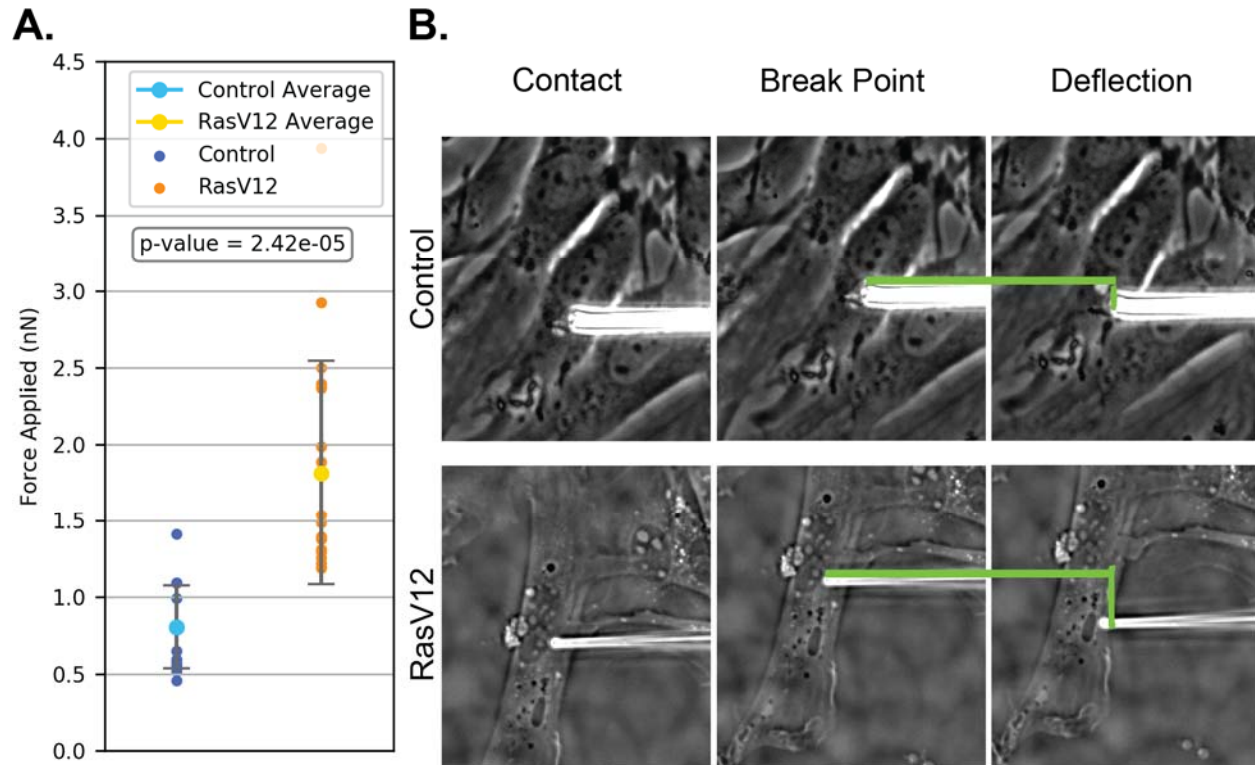 A.
4.5
4.0
3.5
3.0
2.5
2.0
1.5
1.0
0.5
0.0
Force Applied (nN)
Control Average
RasV12 Average
Control
RasV12
p-value = 2.42e-05
B.
Contact
Break Point
Deflection
Control
RasV12